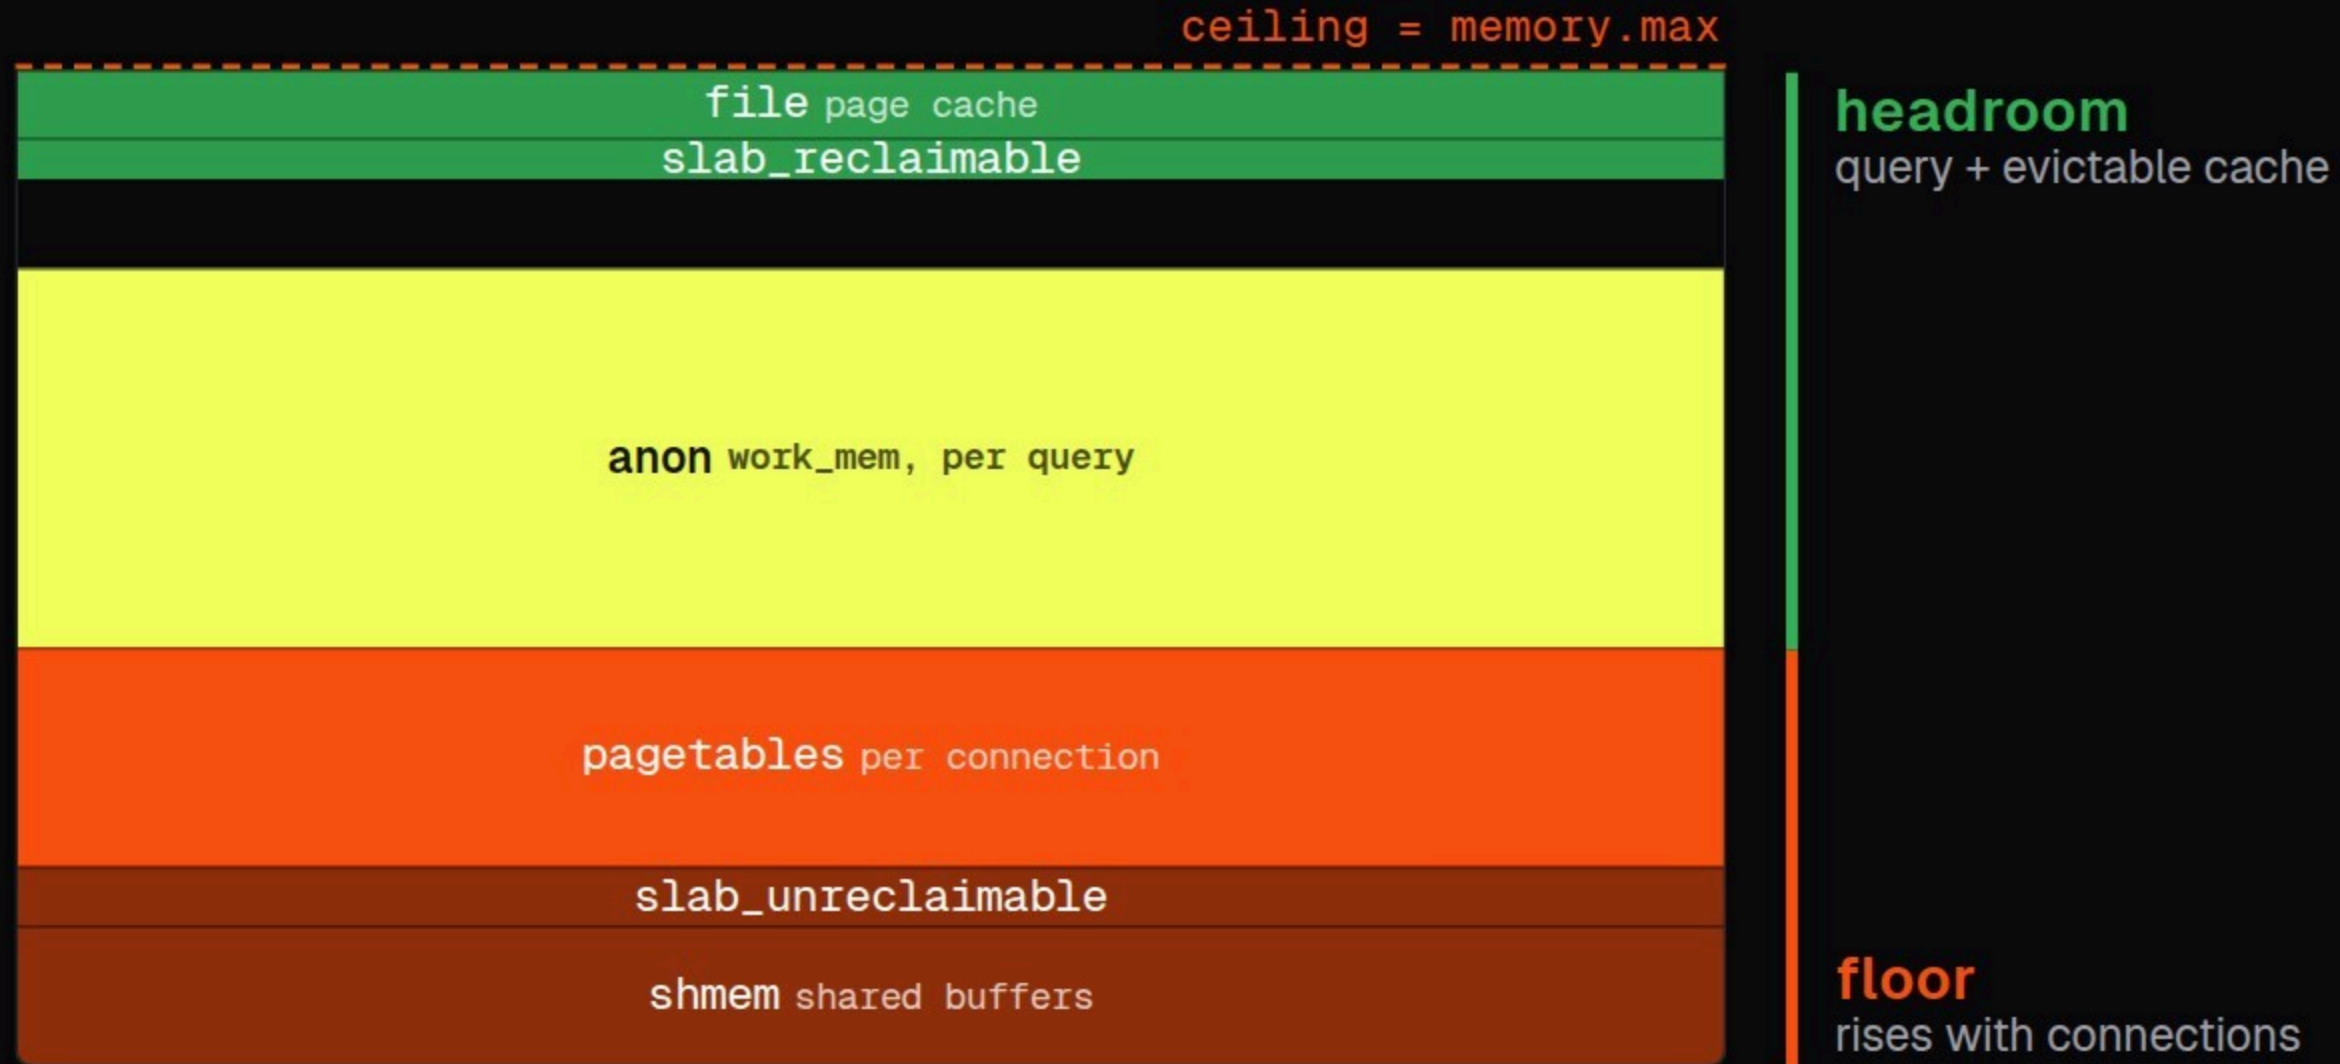 ceiling = memory.max
file page cache
slab_reclaimable
anon work_mem, per query
pagetables per connection
slab_unreclaimable
shmem shared buffers
headroom
query + evictable cache
floor
rises with connections